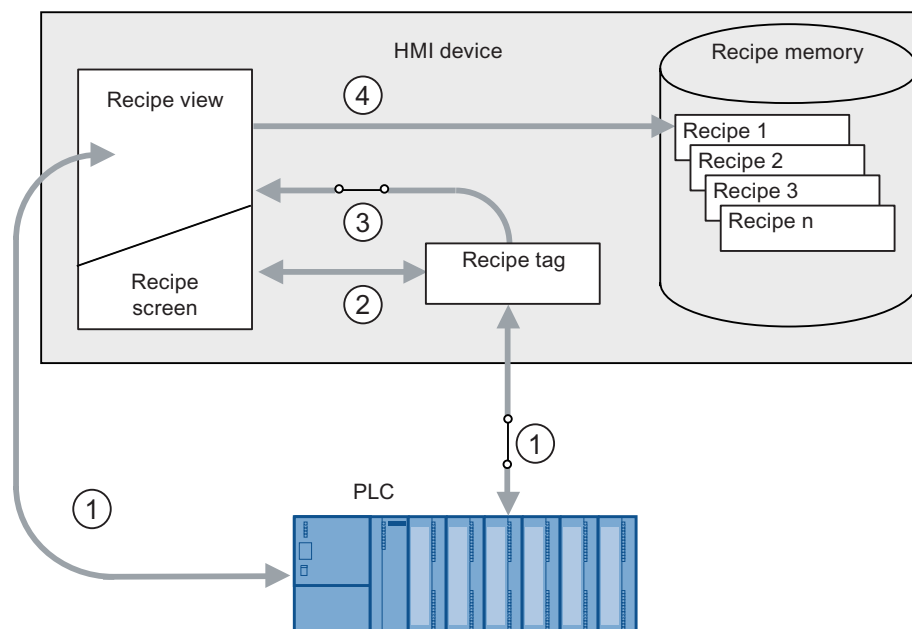 HMI device
Recipe memory
Recipe view
4
Recipe 1
Recipe 2
Recipe 3
Recipe n
3
Recipe tag
Recipe
screen
2
1
PLC
1